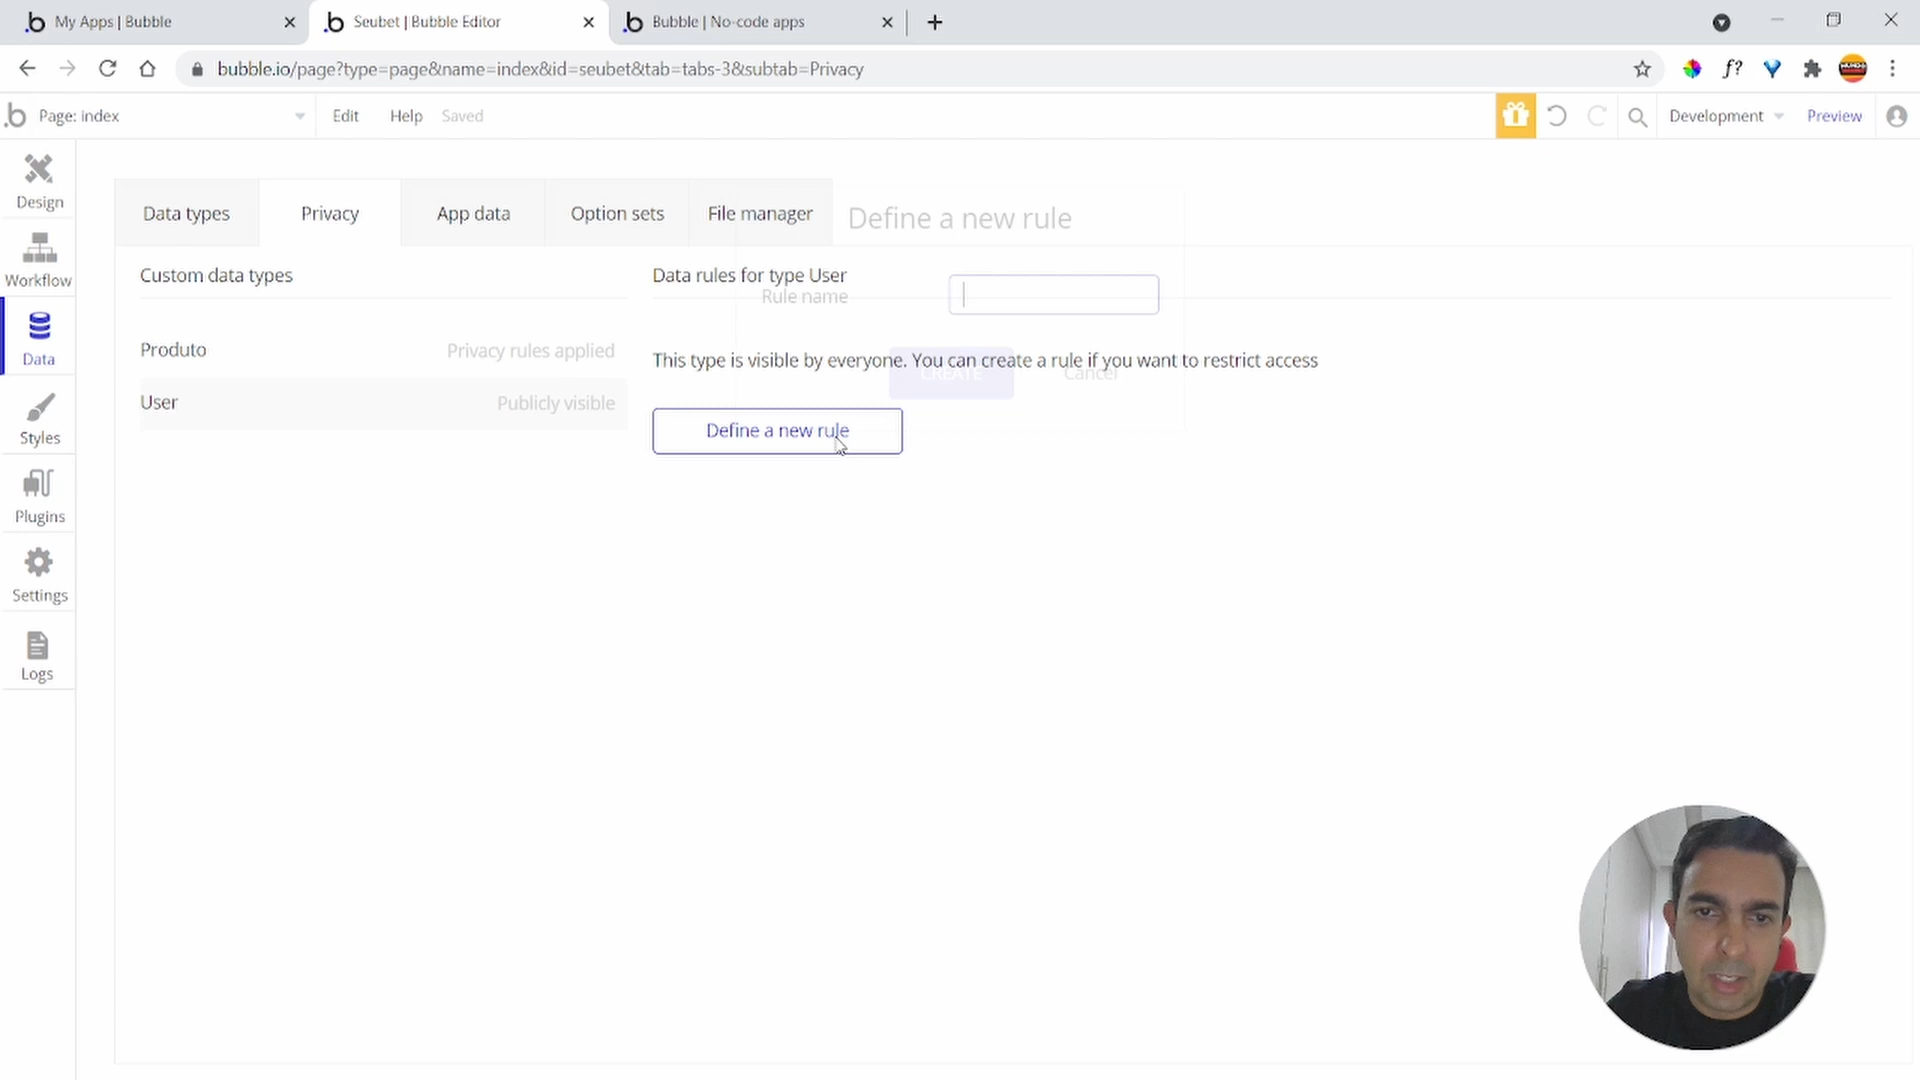 My Apps | Bubble
Seubet | Bubble Editor
Bubble | No-code apps
bubble.io/page?type=page&name=index&id=seubet&tab=tabs-3&subtab=Privacy
f?
Page: index
Edit
Help
Saved
Development
Preview
Design
Workflow
Data
Styles
Plugins
Settings
Logs
Data types
Privacy
App data
Option sets
File manager
Define a new rule
Custom data types
Data rules for type User
Rule name
Produto
Privacy rules applied
User
Publicly visible
This type is visible by everyone. You can create a rule if you want to restrict access
CREATE
Cancel
Define a new rule